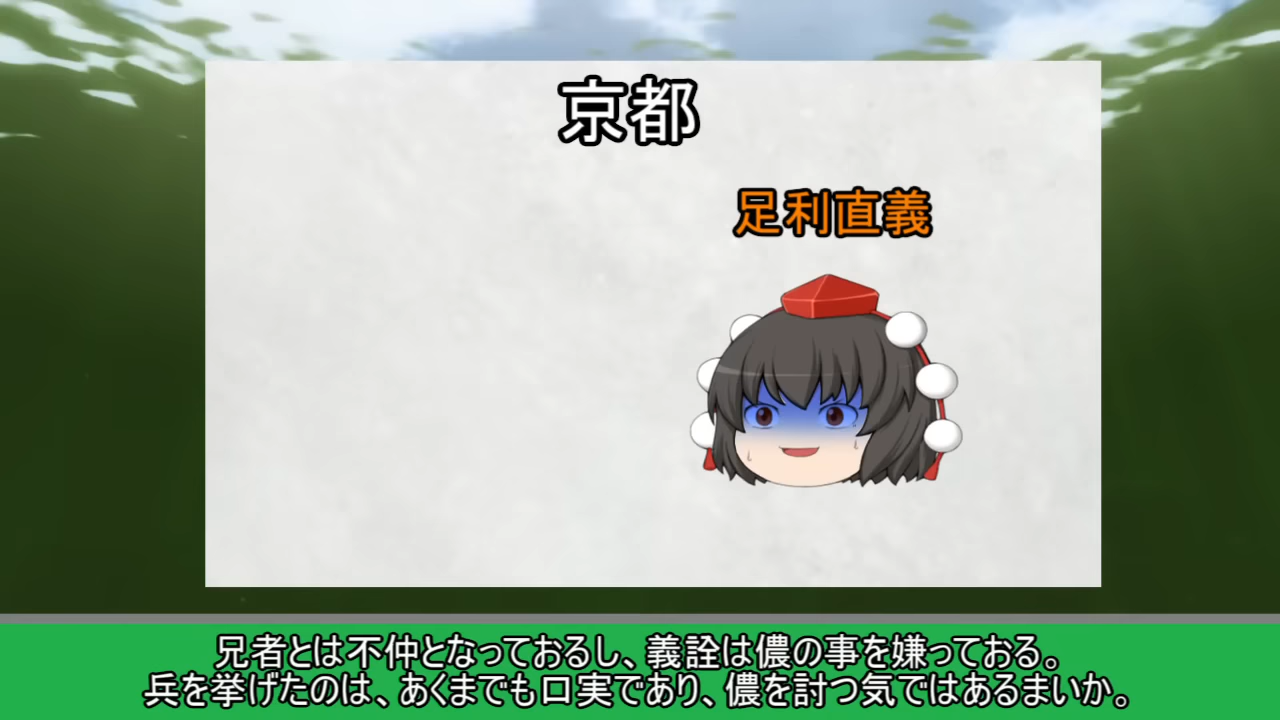 京都
足利直義
兄者とは不仲となっておるし、義詮は儂の事を嫌っておる。
兵を挙げたのは、あくまでも口実であり、儂を討つ気ではあるまいか。